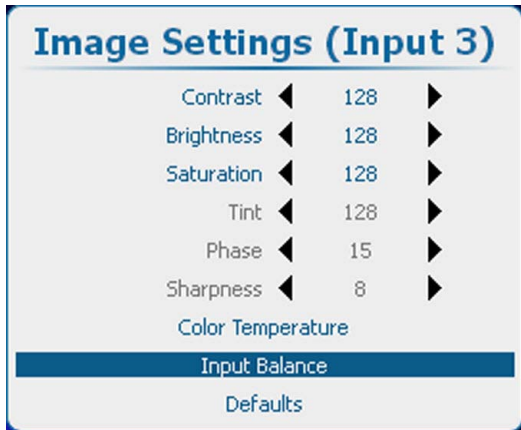 Image Settings (Input 3)
Contrast 128
Brightness 128
Saturation 128
Tint 128
Phase 15
Sharpness 8
Color Temperature
Input Balance
Defaults